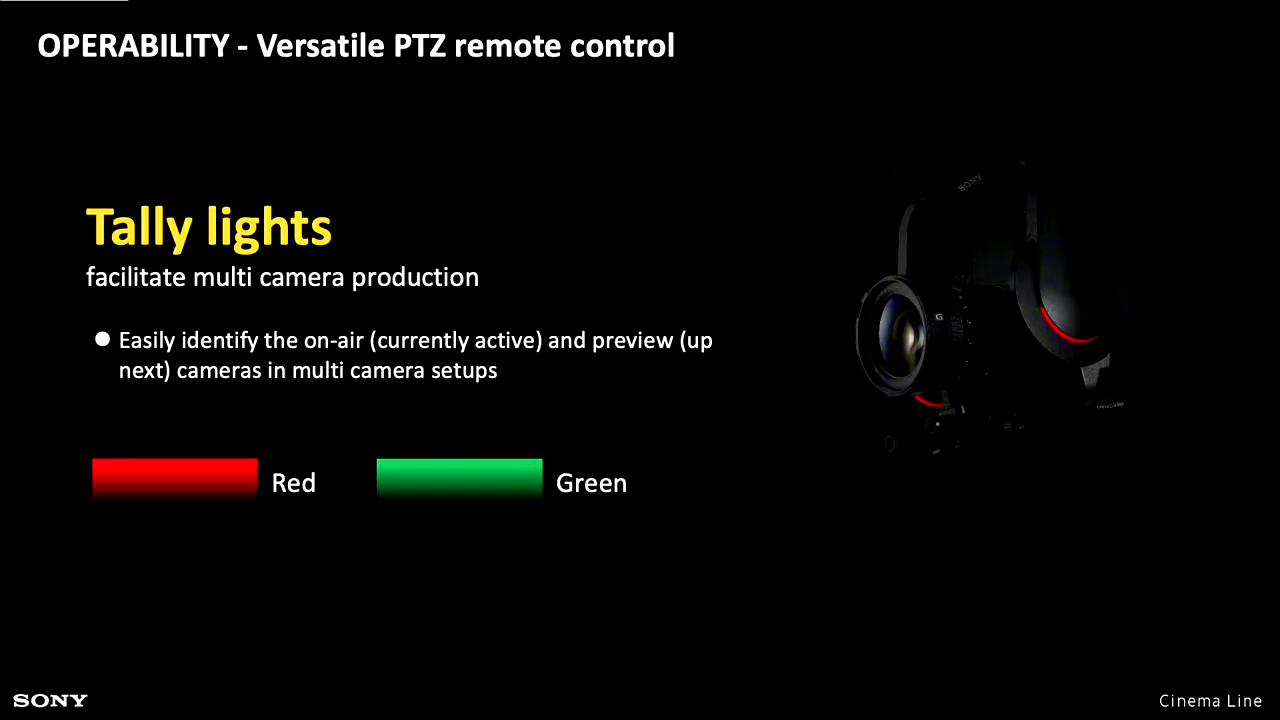 OPERABILITY - Versatile PTZ remote control
SONY
Tally lights
facilitate multi camera production
G
● Easily identify the on-air (currently active) and preview (up
next) cameras in multi camera setups
Red
Green
SONY
Cinema Line